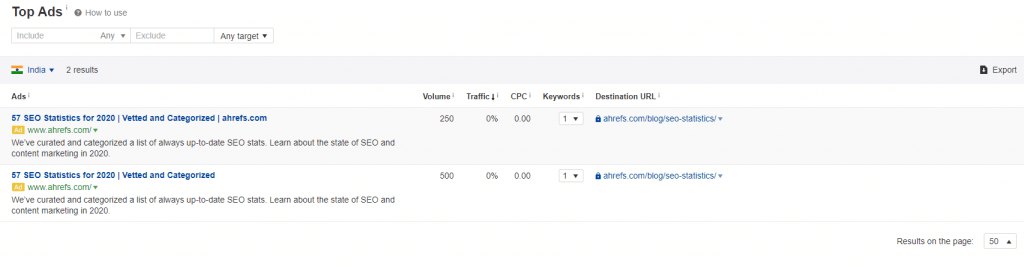 Top Ads i ? How to use
Include Any Exclude Any target
India 2 results Export
Ads i Volume i Traffic i CPC i Keywords i Destination URL i
57 SEO Statistics for 2020 | Vetted and Categorized | ahrefs.com 250 0% 0.00 1 ahrefs.com/blog/seo-statistics/
Ad www.ahrefs.com/
We've curated and categorized a list of always up-to-date SEO stats. Learn about the state of SEO and
content marketing in 2020.
57 SEO Statistics for 2020 | Vetted and Categorized 500 0% 0.00 1 ahrefs.com/blog/seo-statistics/
Ad www.ahrefs.com/
We've curated and categorized a list of always up-to-date SEO stats. Learn about the state of SEO and
content marketing in 2020.
Results on the page: 50